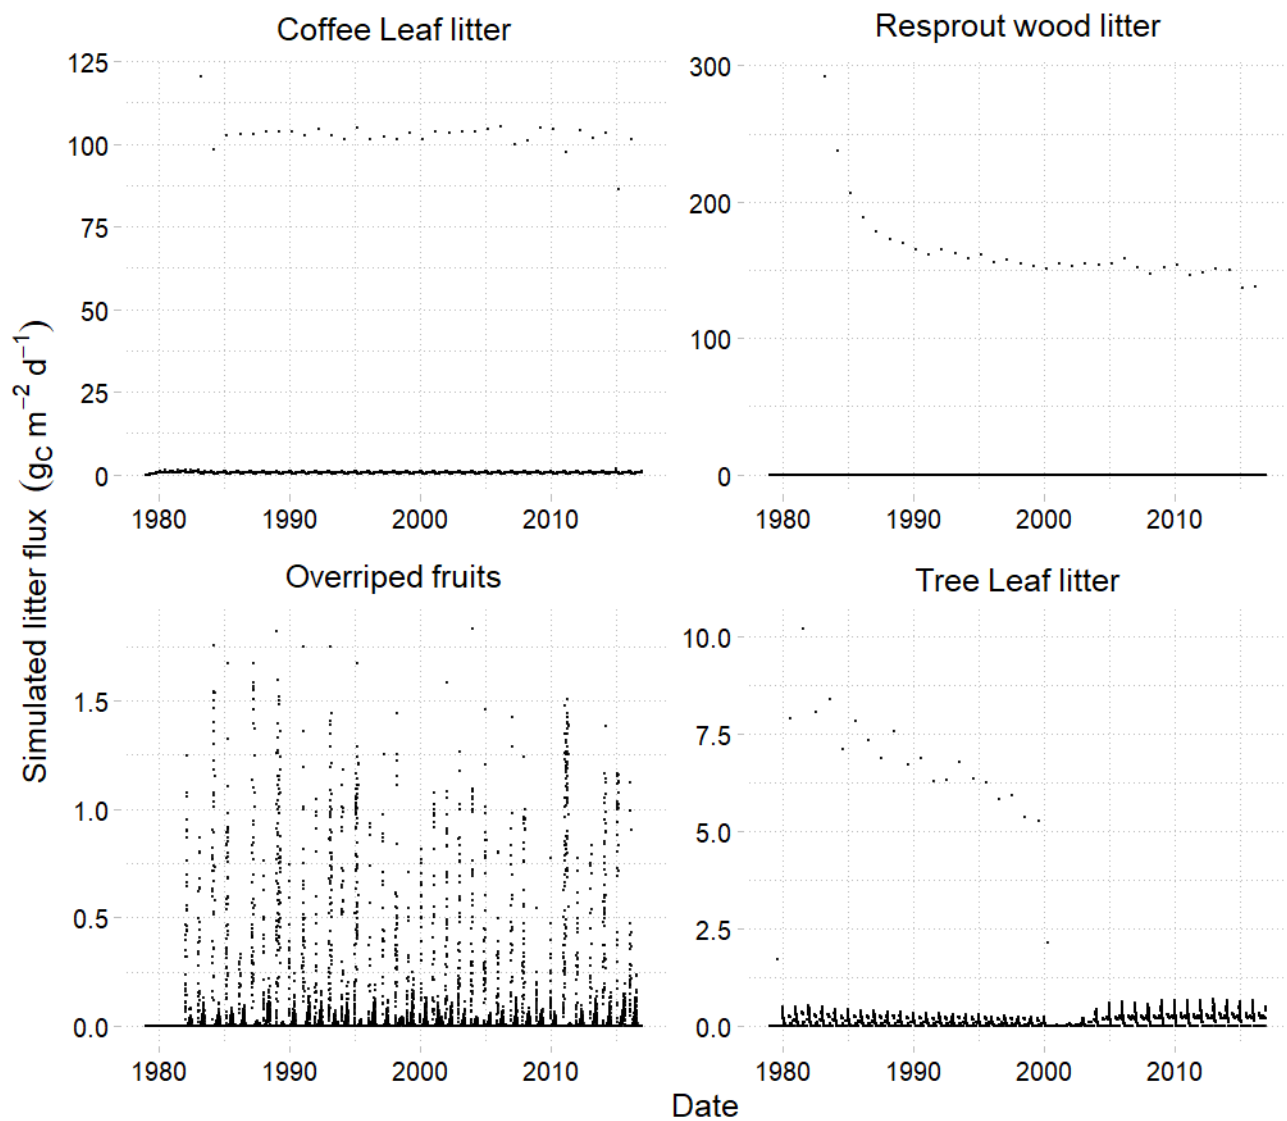 Coffee Leaf litter
Resprout wood litter
125
100
75
50
25
0
1980 1990 2000 2010
300
200
100
0
1980 1990 2000 2010
Overriped fruits
Tree Leaf litter
1.5
1.0
0.5
0.0
1980 1990 2000 2010
10.0
7.5
5.0
2.5
0.0
1980 1990 2000 2010
Simulated litter flux (gc m⁻² d⁻¹)
Date